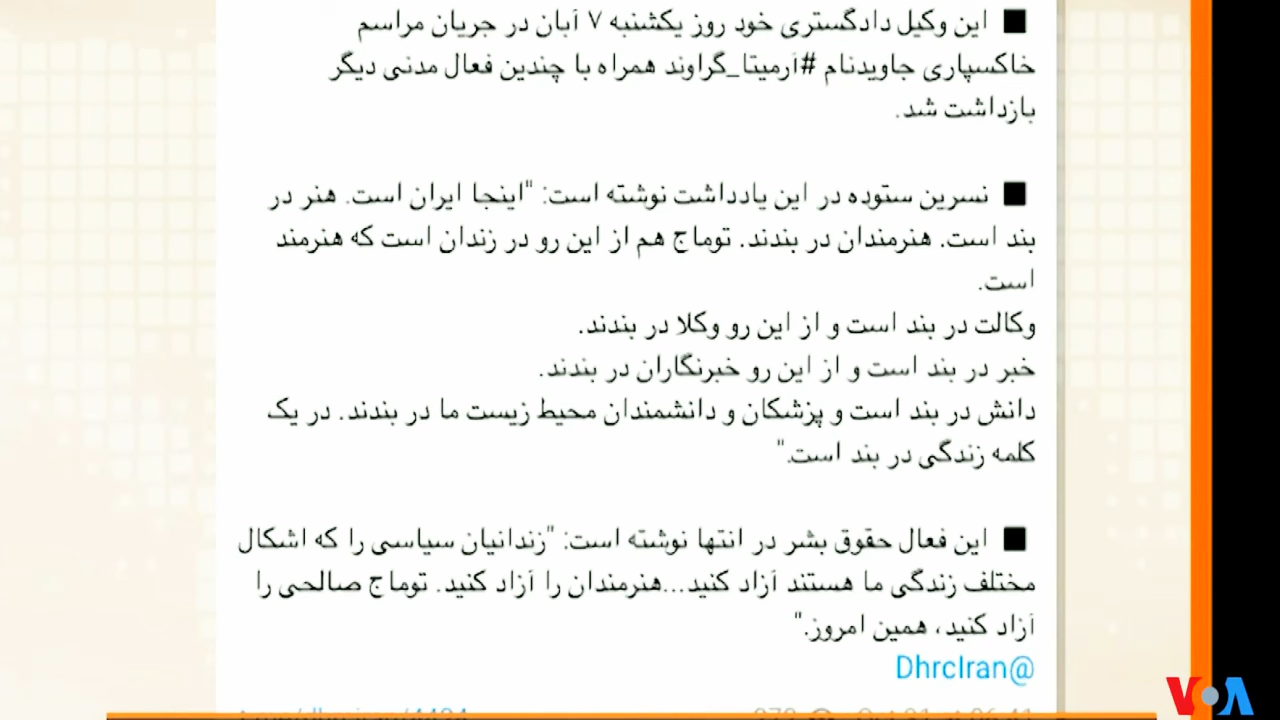 ■ این وکیل دادگستری خود روز یکشنبه ۷ آبان در جریان مراسم
خاکسپاری جاویدنام #آرمیتا_گراوند همراه با چندین فعال مدنی دیگر
بازداشت شد.
■ نسرین ستوده در این یادداشت نوشته است: "اینجا ایران است. هنر در
بند است. هنرمندان در بندند. توماج هم از این رو در زندان است که هنرمند
است.
وکالت در بند است و از این رو وکلا در بندند.
خبر در بند است و از این رو خبرنگاران در بندند.
دانش در بند است و پزشکان و دانشمندان محیط زیست ما در بندند. در یک
کلمه زندگی در بند است."
■ این فعال حقوق بشر در انتها نوشته است: "زندانیان سیاسی را که اشکال
مختلف زندگی ما هستند آزاد کنید...هنرمندان را آزاد کنید. توماج صالحی را
آزاد کنید، همین امروز."
@DhrcIran
VOA